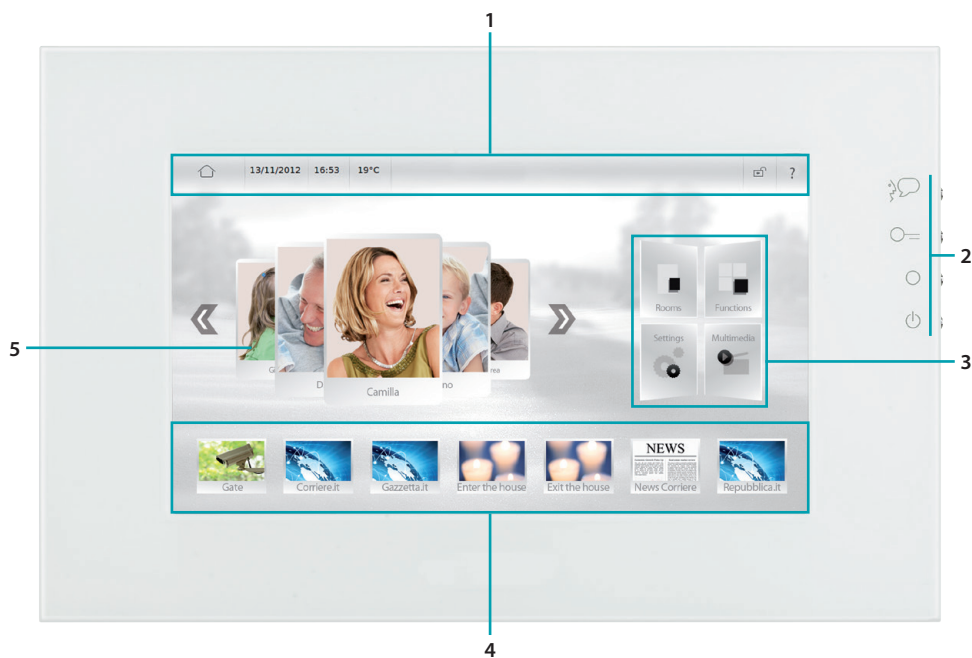 1
13/11/2012 16:53 19°C ?
2
Rooms Functions
Settings Multimedia
3
5
Camilla
NEWS
Gate Corriere.it Gazzetta.it Enter the house Exit the house News Corriere Repubblica.it
4